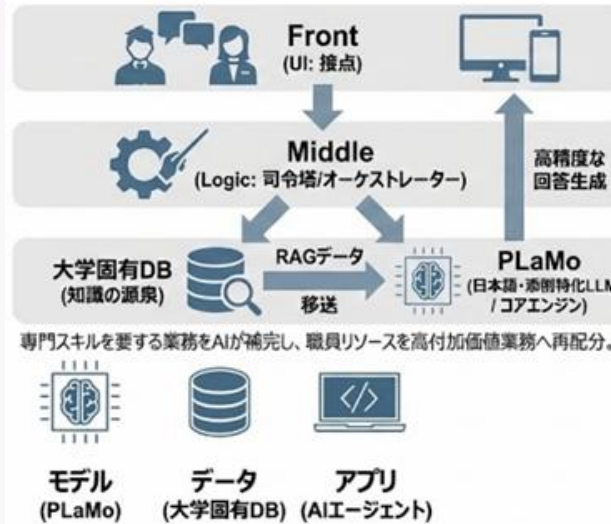 Front
(UI: 接点)
Middle
(Logic: 司令塔/オーケストレーター)
高精度な
回答生成
大学固有DB
(知識の源泉)
RAGデータ
移送
PLaMo
(日本語・添削特化LLM
/ コアエンジン)
専門スキルを要する業務をAIが補完し、職員リソースを高付加価値業務へ再配分。
</>
モデル
(PLaMo)
データ
(大学固有DB)
アプリ
(AIエージェント)